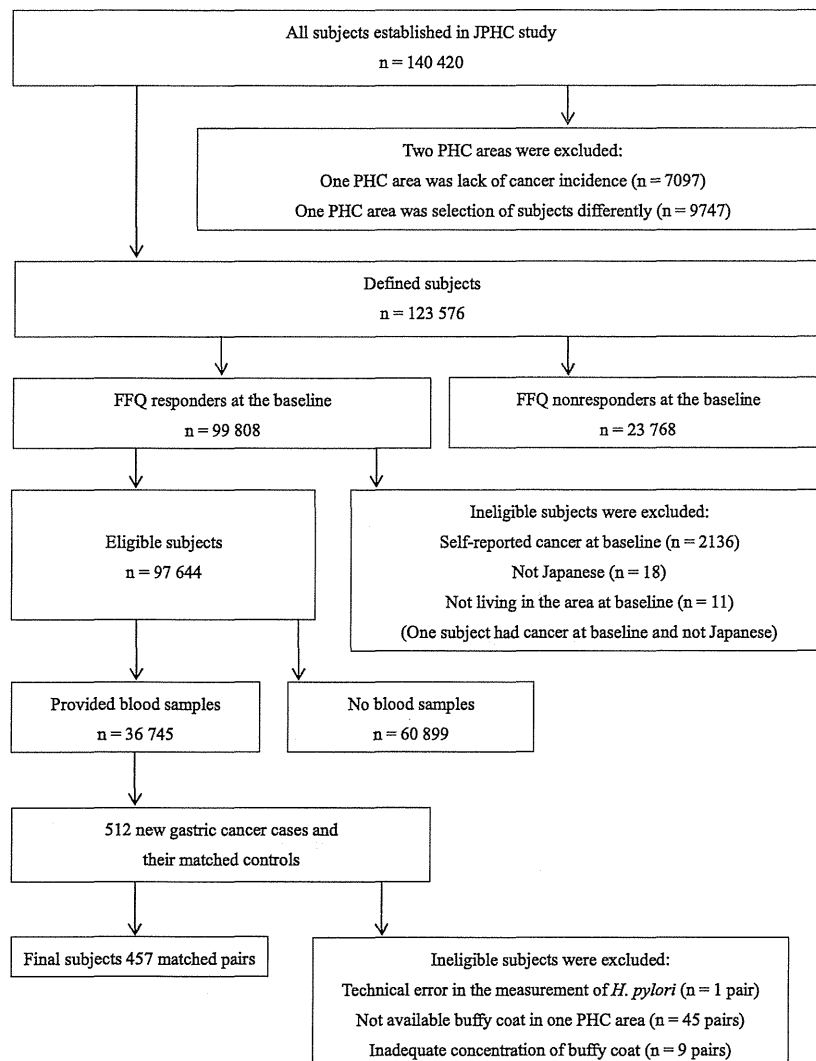 All subjects established in JPHC study
n = 140 420
Two PHC areas were excluded:
One PHC area was lack of cancer incidence (n = 7097)
One PHC area was selection of subjects differently (n = 9747)
Defined subjects
n = 123 576
FFQ responders at the baseline
n = 99 808
FFQ nonresponders at the baseline
n = 23 768
Eligible subjects
n = 97 644
Ineligible subjects were excluded:
Self-reported cancer at baseline (n = 2136)
Not Japanese (n = 18)
Not living in the area at baseline (n = 11)
(One subject had cancer at baseline and not Japanese)
Provided blood samples
n = 36 745
No blood samples
n = 60 899
512 new gastric cancer cases and
their matched controls
Final subjects 457 matched pairs
Ineligible subjects were excluded:
Technical error in the measurement of H. pylori (n = 1 pair)
Not available buffy coat in one PHC area (n = 45 pairs)
Inadequate concentration of buffy coat (n = 9 pairs)